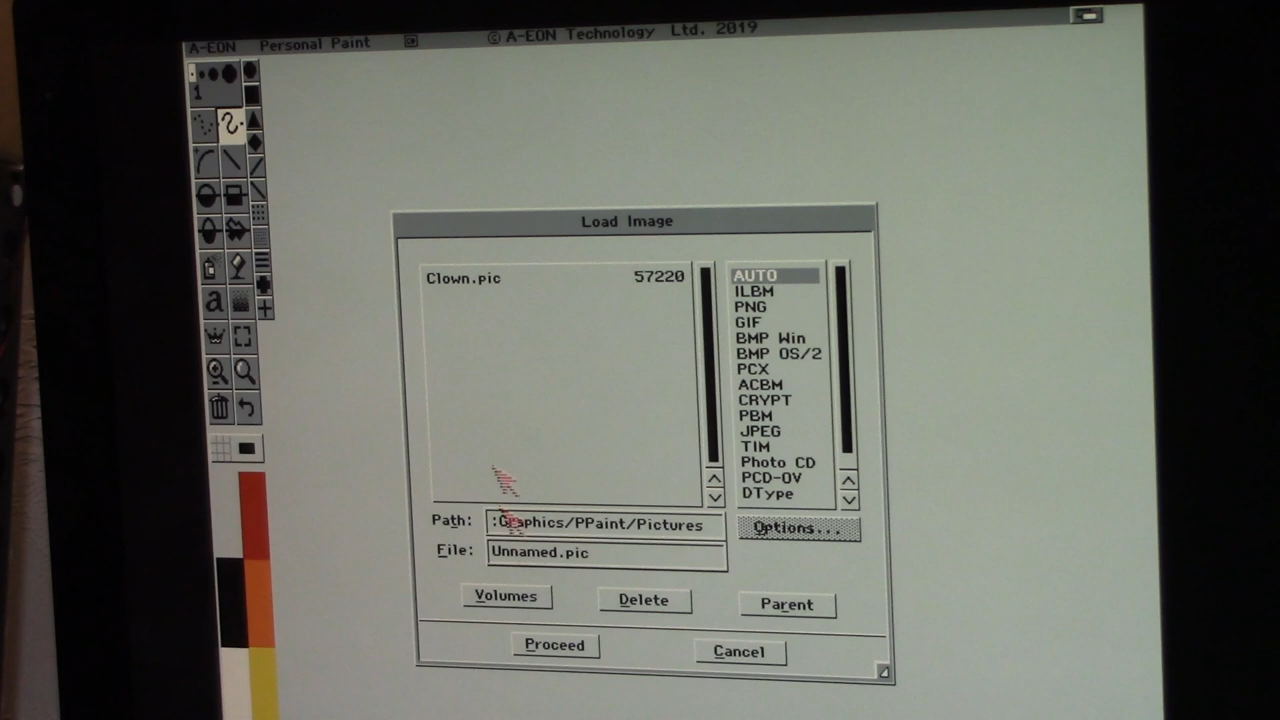 A-EON Personal Paint © A-EON Technology Ltd. 2019
1
a
Load Image
Clown.pic 57220
AUTO
ILBM
PNG
GIF
BMP Win
BMP OS/2
PCX
ACBM
CRYPT
PBM
JPEG
TIM
Photo CD
PCD-OV
DType
Path: :Graphics/PPaint/Pictures
Options...
File: Unnamed.pic
Volumes Delete Parent
Proceed Cancel